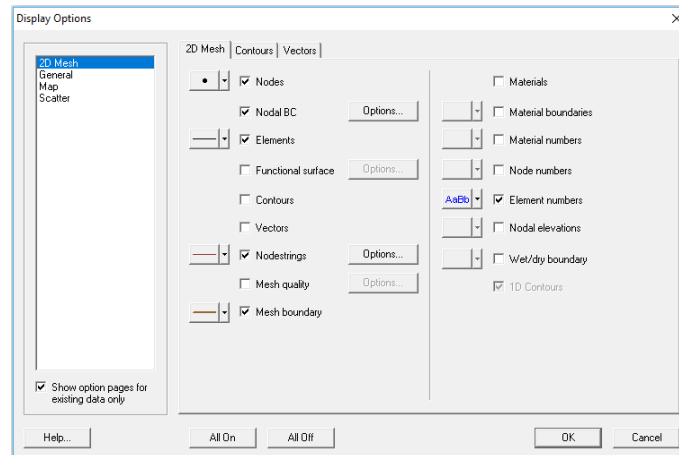 Display Options
2D Mesh
General
Map
Scatter
Show option pages for
existing data only
2D Mesh Contours Vectors
Nodes
Nodal BC Options...
Elements
Functional surface Options...
Contours
Vectors
Nodestrings Options...
Mesh quality Options...
Mesh boundary
Materials
Material boundaries
Material numbers
Node numbers
AaBb Element numbers
Nodal elevations
Wet/dry boundary
1D Contours
Help... All On All Off OK Cancel